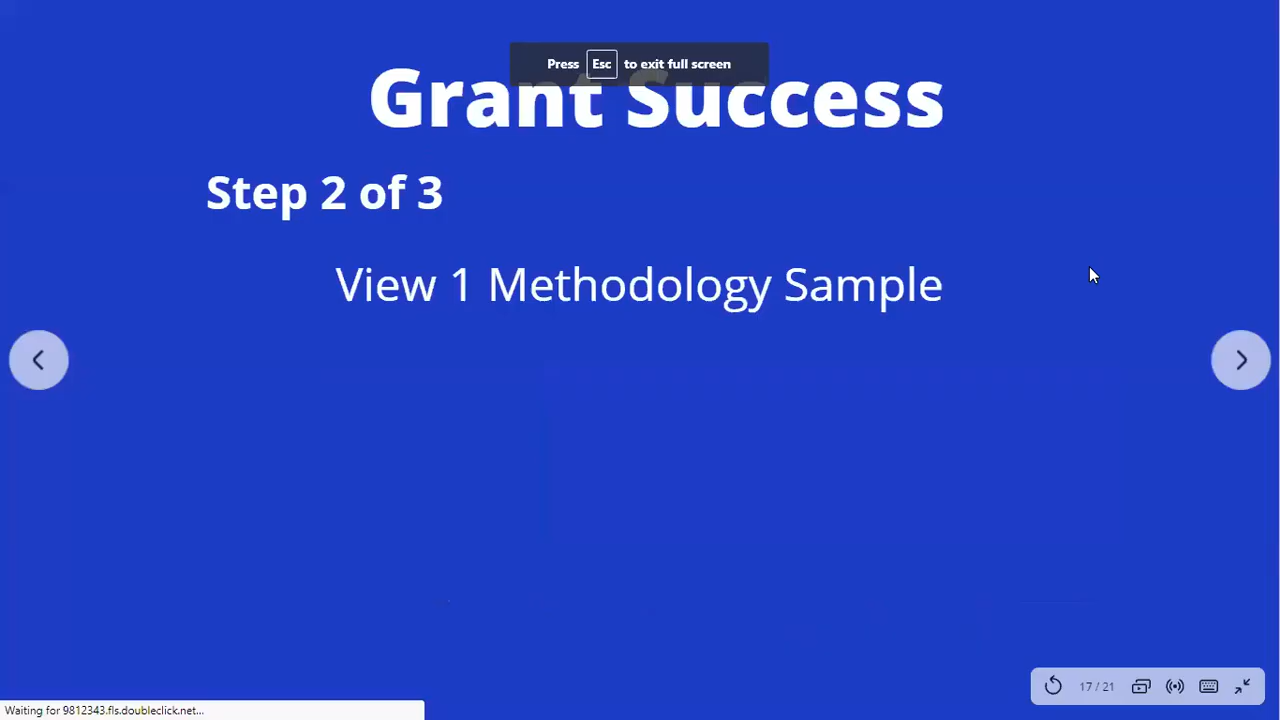 Press Esc to exit full screen
Grant Success
Step 2 of 3
View 1 Methodology Sample
17 / 21
Waiting for 9812343.fls.doubleclick.net...